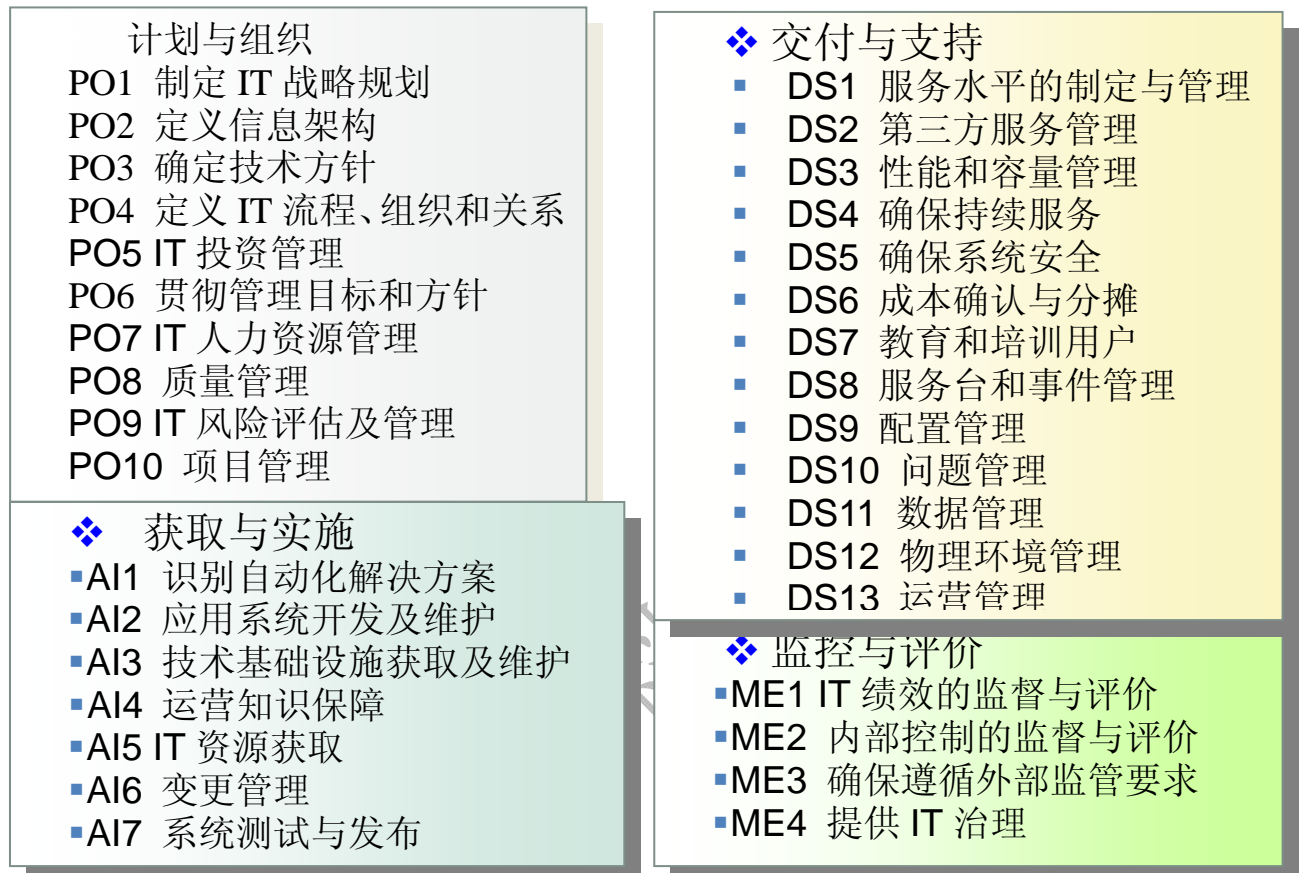 计划与组织
PO1 制定 IT 战略规划
PO2 定义信息架构
PO3 确定技术方针
PO4 定义 IT 流程、组织和关系
PO5 IT 投资管理
PO6 贯彻管理目标和方针
PO7 IT 人力资源管理
PO8 质量管理
PO9 IT 风险评估及管理
PO10 项目管理
❖ 获取与实施
▪AI1 识别自动化解决方案
▪AI2 应用系统开发及维护
▪AI3 技术基础设施获取及维护
▪AI4 运营知识保障
▪AI5 IT 资源获取
▪AI6 变更管理
▪AI7 系统测试与发布
❖ 交付与支持
▪ DS1 服务水平的制定与管理
▪ DS2 第三方服务管理
▪ DS3 性能和容量管理
▪ DS4 确保持续服务
▪ DS5 确保系统安全
▪ DS6 成本确认与分摊
▪ DS7 教育和培训用户
▪ DS8 服务台和事件管理
▪ DS9 配置管理
▪ DS10 问题管理
▪ DS11 数据管理
▪ DS12 物理环境管理
▪ DS13 运营管理
❖ 监控与评价
▪ME1 IT 绩效的监督与评价
▪ME2 内部控制的监督与评价
▪ME3 确保遵循外部监管要求
▪ME4 提供 IT 治理